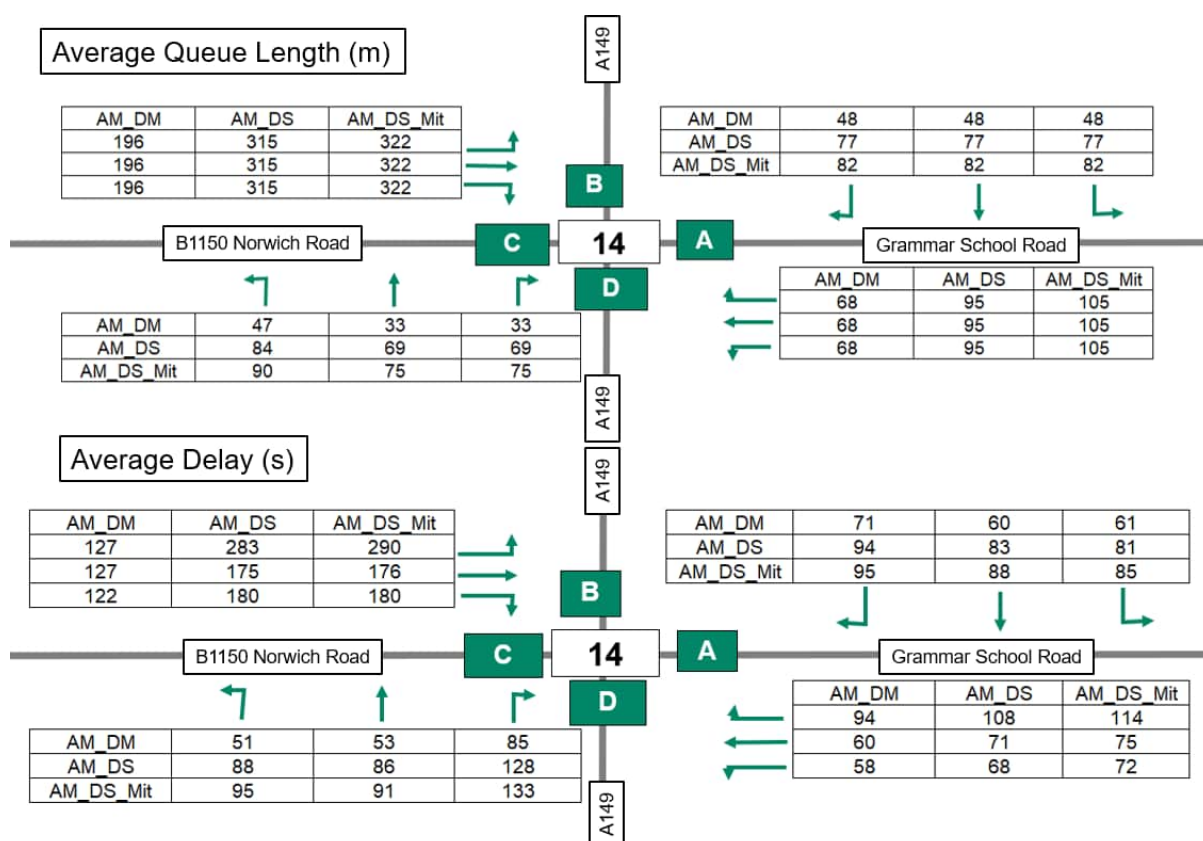 Average Queue Length (m)
A149
AM_DM AM_DS AM_DS_Mit
196 315 322
196 315 322
196 315 322
AM_DM 48 48 48
AM_DS 77 77 77
AM_DS_Mit 82 82 82
B
B1150 Norwich Road
C
14
A
Grammar School Road
D
AM_DM 47 33 33
AM_DS 84 69 69
AM_DS_Mit 90 75 75
AM_DM AM_DS AM_DS_Mit
68 95 105
68 95 105
68 95 105
A149
Average Delay (s)
A149
AM_DM AM_DS AM_DS_Mit
127 283 290
127 175 176
122 180 180
AM_DM 71 60 61
AM_DS 94 83 81
AM_DS_Mit 95 88 85
B
B1150 Norwich Road
C
14
A
Grammar School Road
D
AM_DM 51 53 85
AM_DS 88 86 128
AM_DS_Mit 95 91 133
AM_DM AM_DS AM_DS_Mit
94 108 114
60 71 75
58 68 72
A149